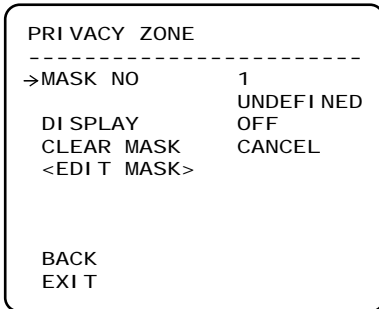 PRIVACY ZONE
------------------------
→MASK NO 1
UNDEFINED
DISPLAY OFF
CLEAR MASK CANCEL
<EDIT MASK>
BACK
EXIT